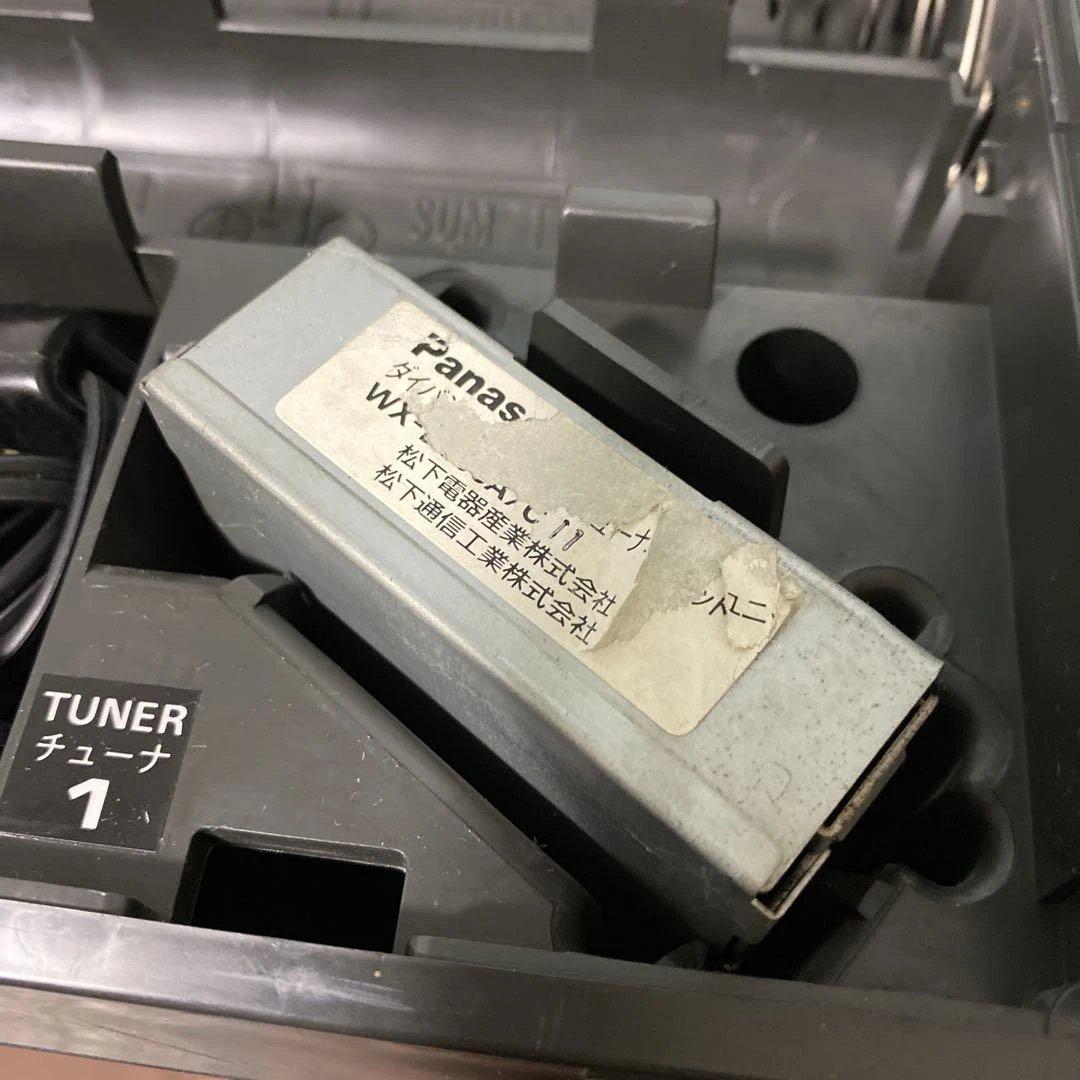 SUM 1
Panas
ダイバ
WX-
ューナ
ットユニ
松下電器産業株式会社
松下通信工業株式会社
TUNER
チューナ
1